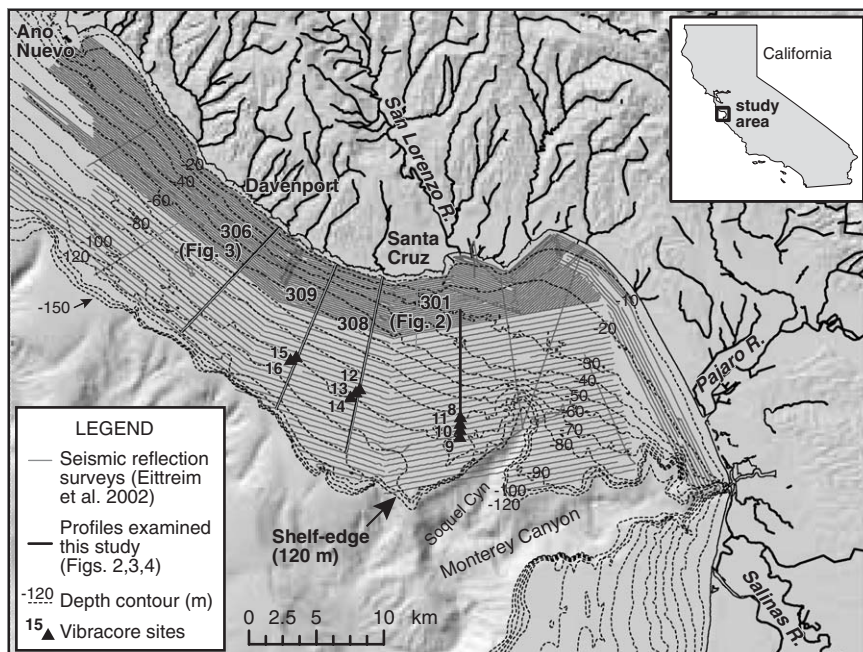 Ano
Nuevo
California
study
area
San Lorenzo R.
Davenport
-20
-40
-60
80
-100
120
-150
306
(Fig. 3)
Santa
Cruz
309
308
301
(Fig. 2)
-10
-20
-30
-40
-50
-60
-70
80
-90
-100
-120
Pajaro R.
15
16
12
13
14
8
11
10
9
Soquel Cyn
Monterey Canyon
Shelf-edge
(120 m)
Salinas R.
0 2.5 5 10 km
LEGEND
Seismic reflection
surveys (Eittreim
et al. 2002)
Profiles examined
this study
(Figs. 2,3,4)
-120 Depth contour (m)
15 Vibracore sites